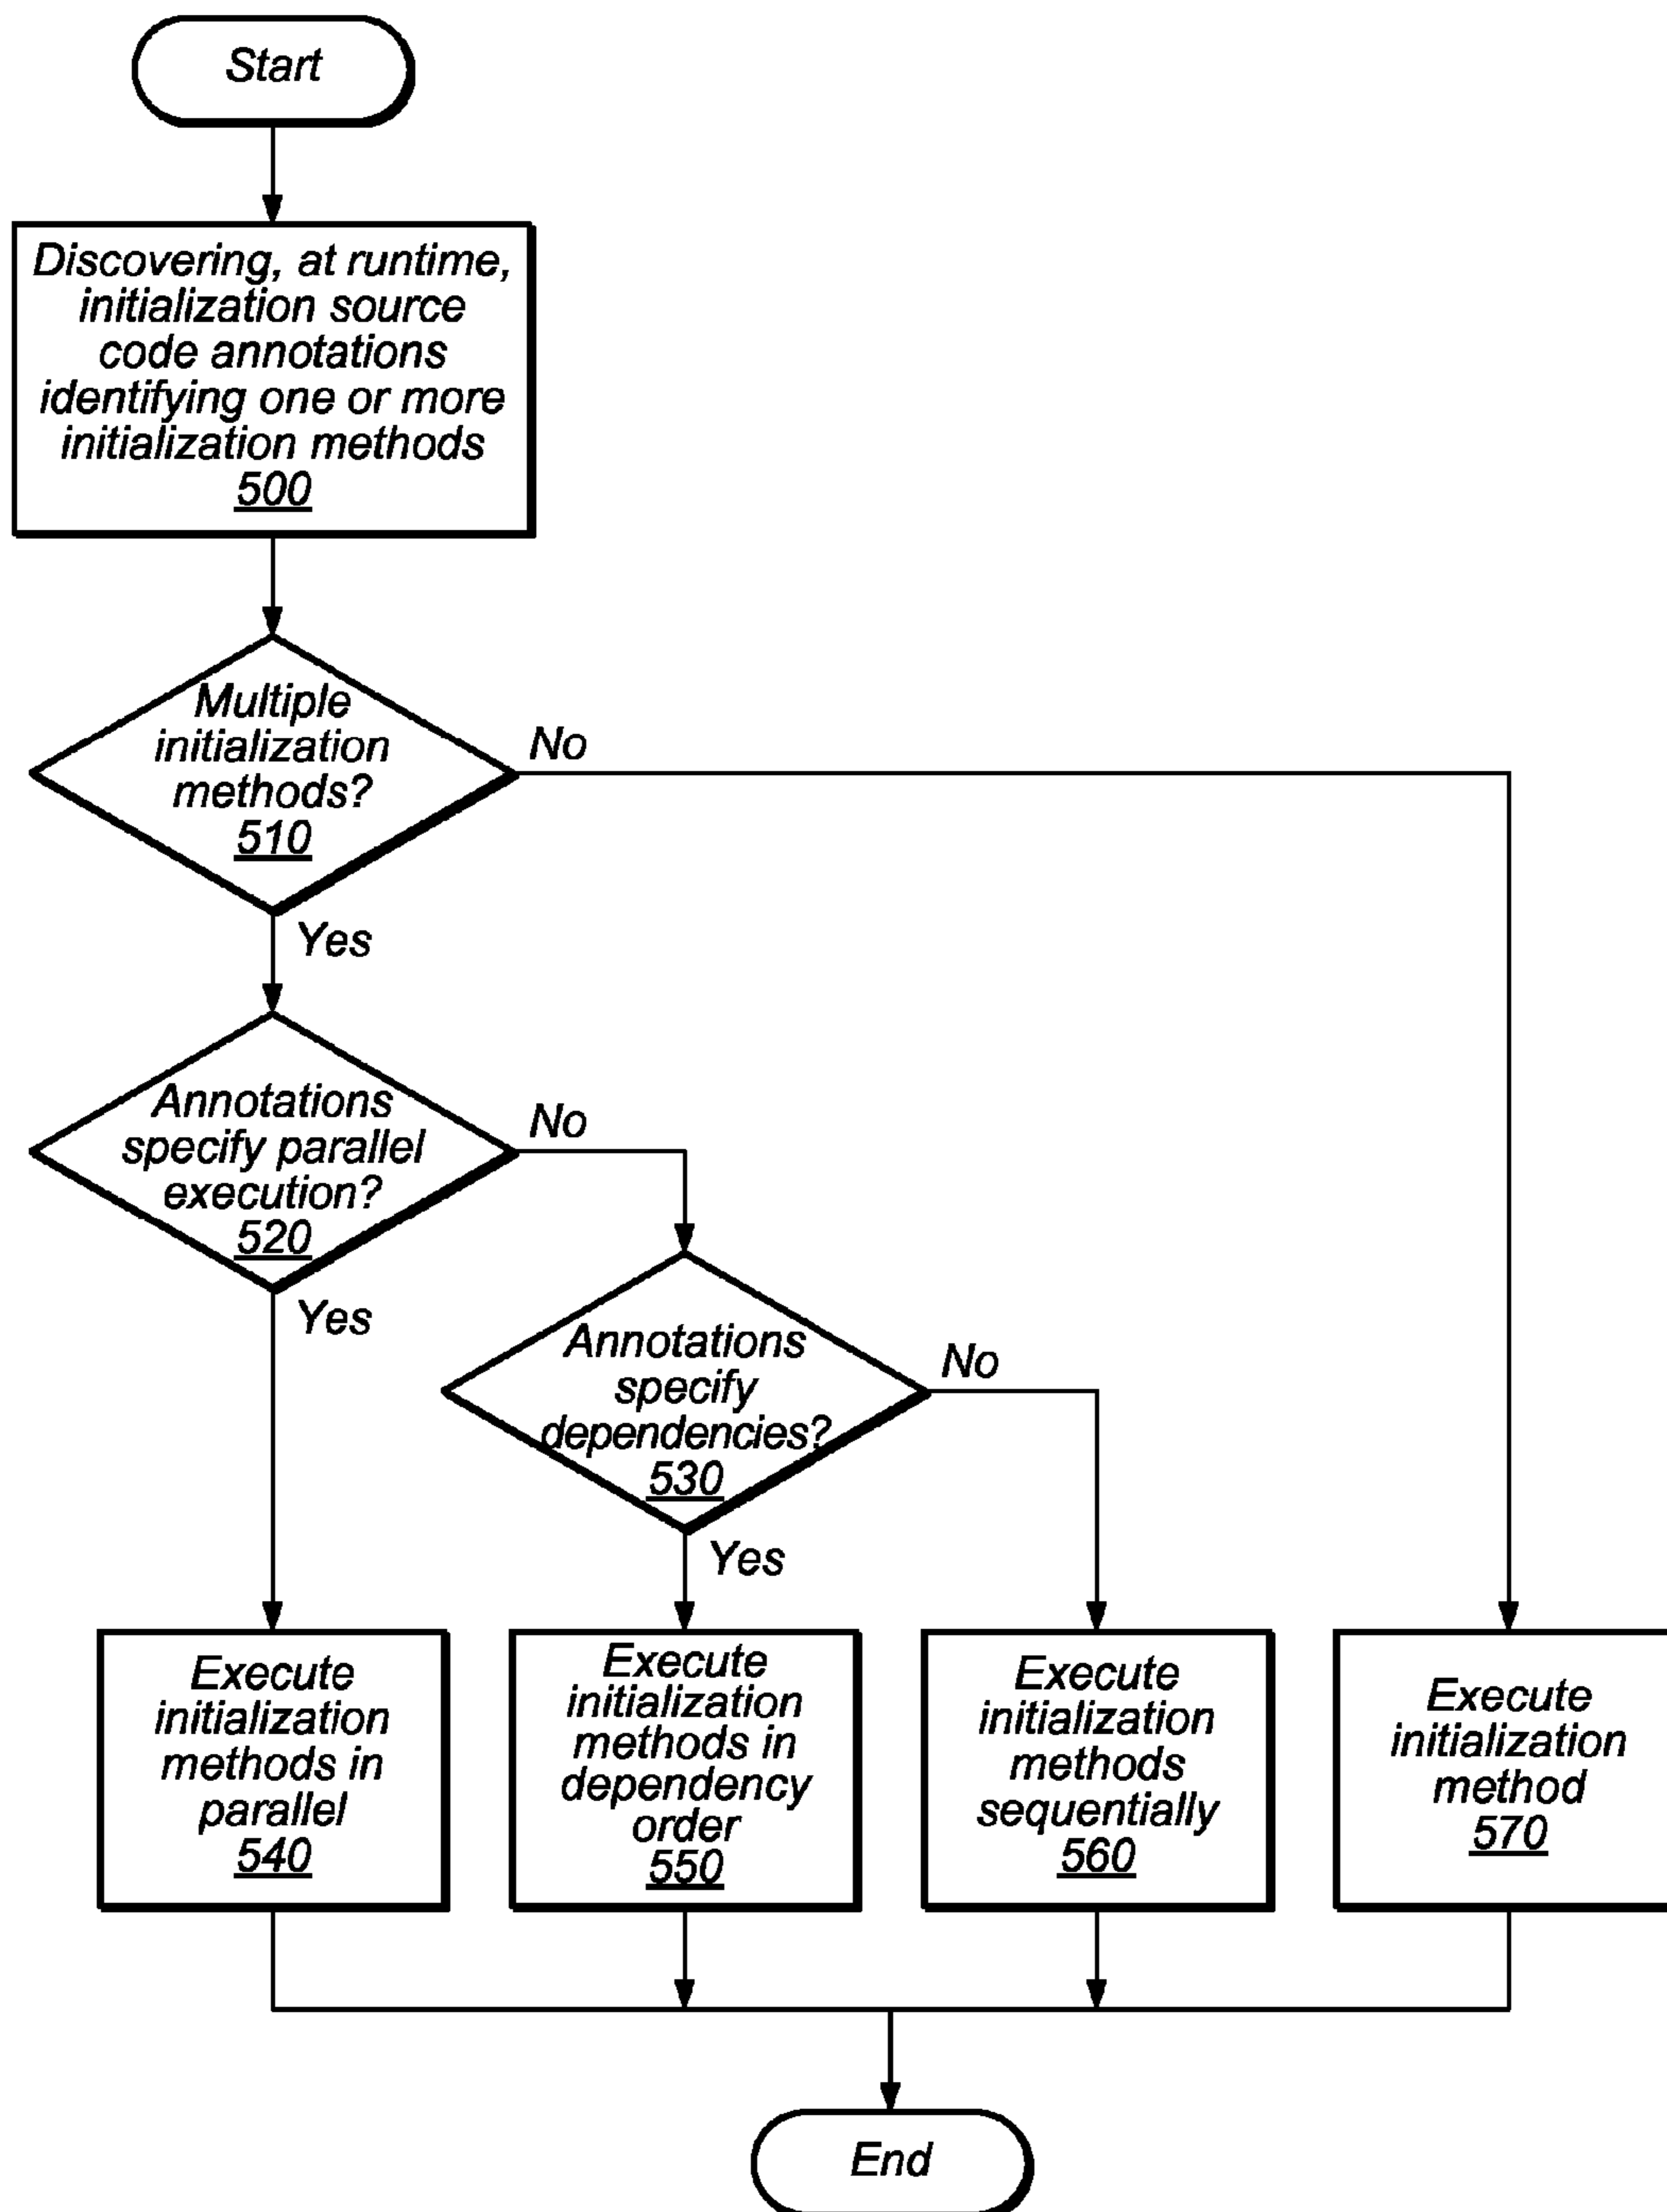 Start
Discovering, at runtime,
initialization source
code annotations
identifying one or more
initialization methods
500
Multiple
initialization
methods?
510
No
Yes
Annotations
specify parallel
execution?
520
No
Yes
Annotations
specify
dependencies?
530
No
Yes
Execute
initialization
methods in
parallel
540
Execute
initialization
methods in
dependency
order
550
Execute
initialization
methods
sequentially
560
Execute
initialization
method
570
End